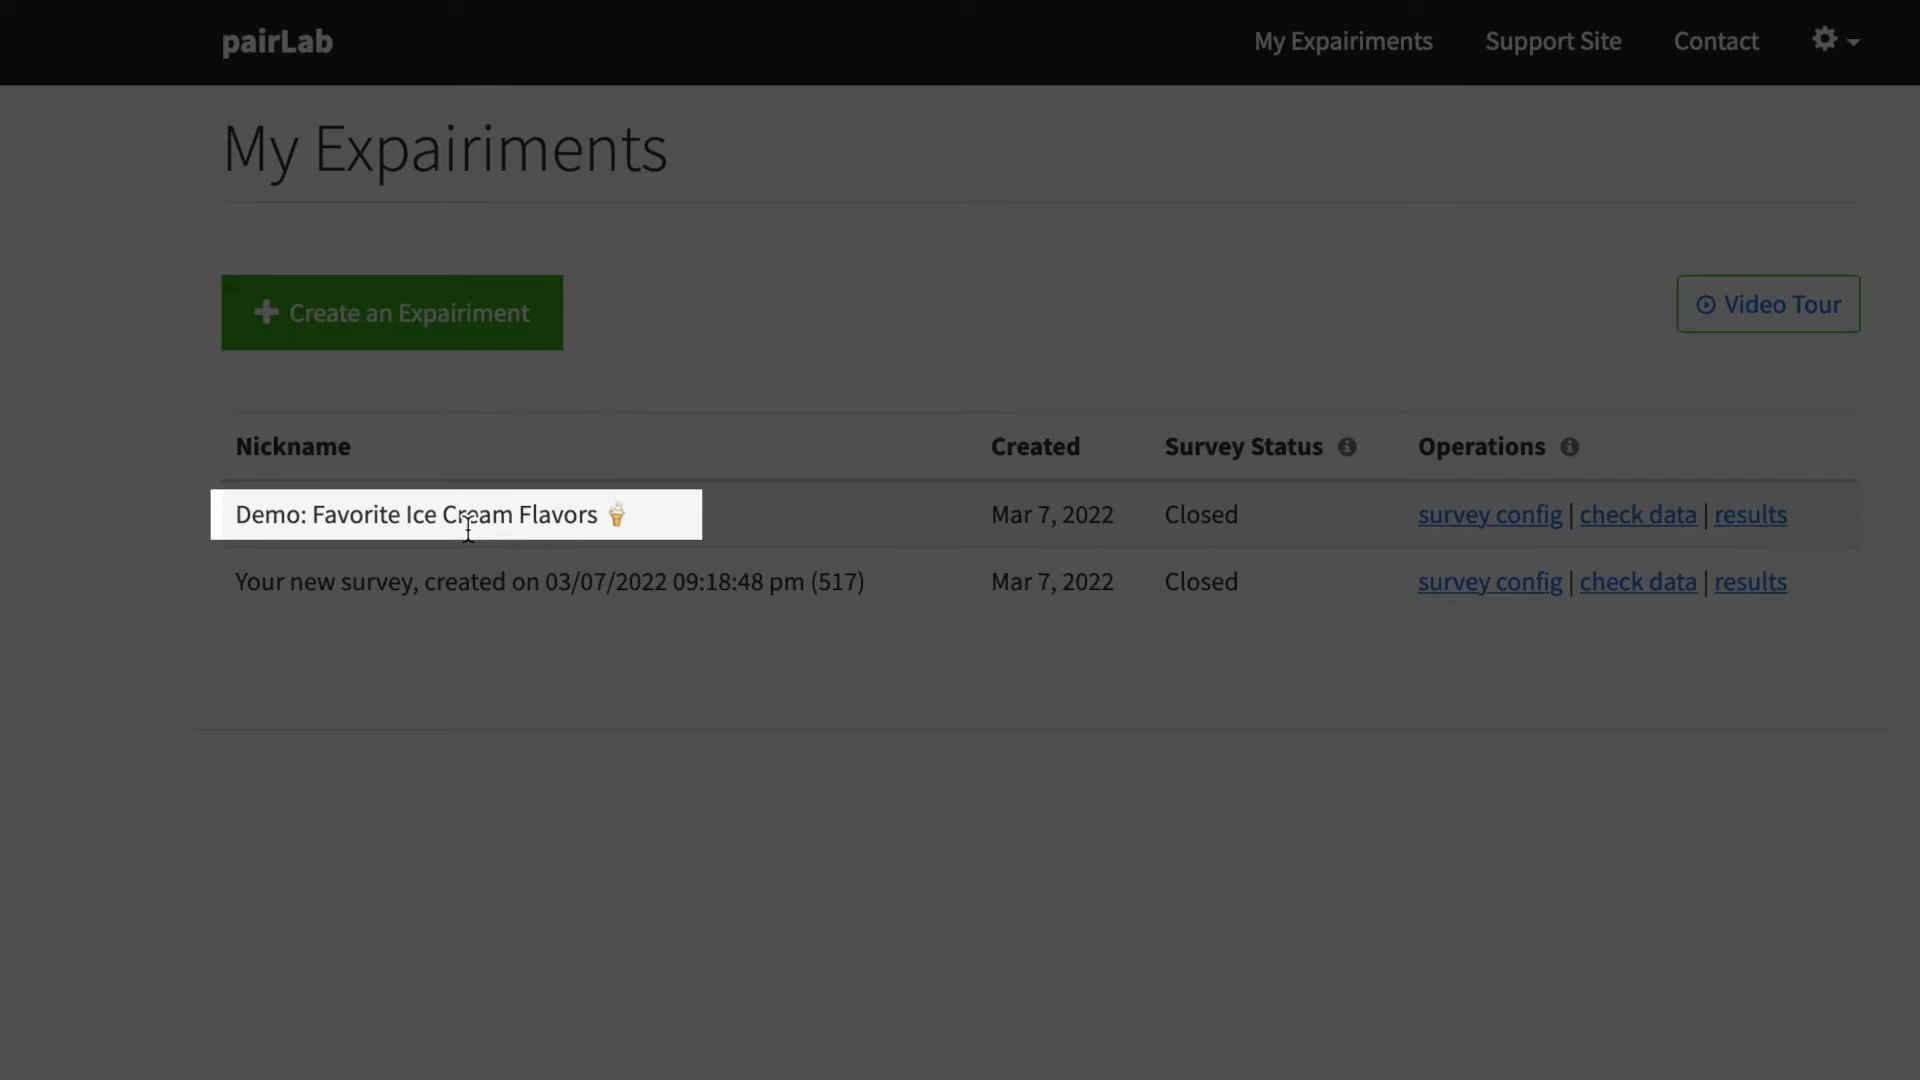 pairLab My Expairiments Support Site Contact
My Expairiments
Create an Expairiment Video Tour
Nickname Created Survey Status Operations
Demo: Favorite Ice Cream Flavors 🍦 Mar 7, 2022 Closed survey config | check data | results
Your new survey, created on 03/07/2022 09:18:48 pm (517) Mar 7, 2022 Closed survey config | check data | results